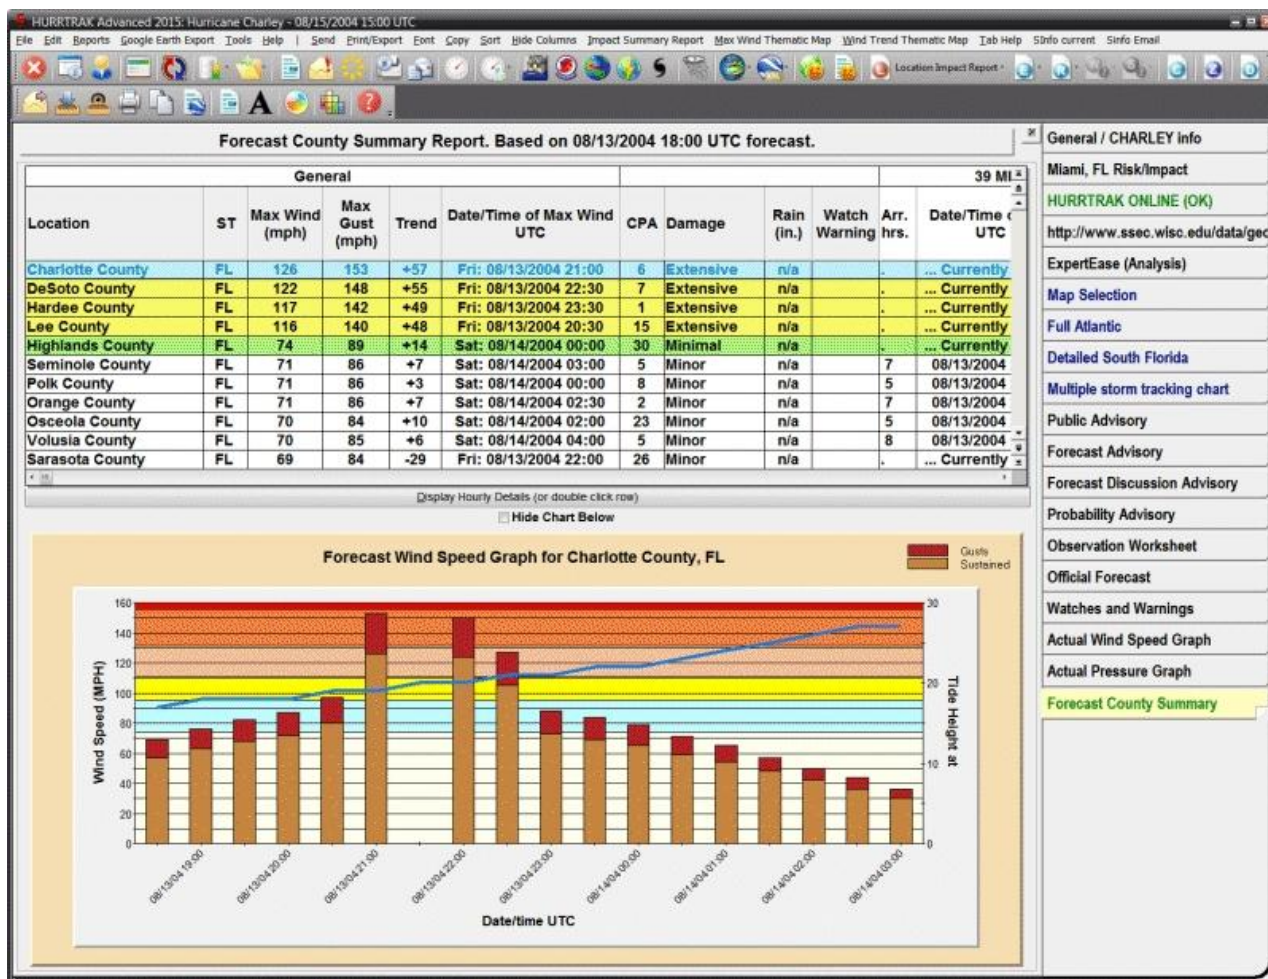 HURRTRAK Advanced 2015: Hurricane Charley - 08/15/2004 15:00 UTC
File Edit Reports Google Earth Export Tools Help | Send Print/Export Font Copy Sort Hide Columns Impact Summary Report Max Wind Thematic Map Wind Trend Thematic Map Tab Help SInfo current SInfo Email
Location Impact Report
A
Forecast County Summary Report. Based on 08/13/2004 18:00 UTC forecast.
General 39 MI
Location ST Max Wind (mph) Max Gust (mph) Trend Date/Time of Max Wind UTC CPA Damage Rain (in.) Watch Warning Arr. hrs. Date/Time UTC
Charlotte County FL 126 153 +57 Fri: 08/13/2004 21:00 6 Extensive n/a . ... Currently
DeSoto County FL 122 148 +55 Fri: 08/13/2004 22:30 7 Extensive n/a . ... Currently
Hardee County FL 117 142 +49 Fri: 08/13/2004 23:30 1 Extensive n/a . ... Currently
Lee County FL 116 140 +48 Fri: 08/13/2004 20:30 15 Extensive n/a . ... Currently
Highlands County FL 74 89 +14 Sat: 08/14/2004 00:00 30 Minimal n/a . ... Currently
Seminole County FL 71 86 +7 Sat: 08/14/2004 03:00 5 Minor n/a 7 08/13/2004
Polk County FL 71 86 +3 Sat: 08/14/2004 00:00 8 Minor n/a 5 08/13/2004
Orange County FL 71 86 +7 Sat: 08/14/2004 02:30 2 Minor n/a 7 08/13/2004
Osceola County FL 70 84 +10 Sat: 08/14/2004 02:00 23 Minor n/a 5 08/13/2004
Volusia County FL 70 85 +6 Sat: 08/14/2004 04:00 5 Minor n/a 8 08/13/2004
Sarasota County FL 69 84 -29 Fri: 08/13/2004 22:00 26 Minor n/a . ... Currently
Display Hourly Details (or double click row)
Hide Chart Below
Forecast Wind Speed Graph for Charlotte County, FL
Gusts
Sustained
Wind Speed (MPH)
160
140
120
100
80
60
40
20
0
30
20
10
0
Tide Height at
08/13/04 19:00
08/13/04 20:00
08/13/04 21:00
08/13/04 22:00
08/13/04 23:00
08/14/04 00:00
08/14/04 01:00
08/14/04 02:00
08/14/04 03:00
Date/time UTC
General / CHARLEY info
Miami, FL Risk/Impact
HURRTRAK ONLINE (OK)
http://www.ssec.wisc.edu/data/geo
ExpertEase (Analysis)
Map Selection
Full Atlantic
Detailed South Florida
Multiple storm tracking chart
Public Advisory
Forecast Advisory
Forecast Discussion Advisory
Probability Advisory
Observation Worksheet
Official Forecast
Watches and Warnings
Actual Wind Speed Graph
Actual Pressure Graph
Forecast County Summary